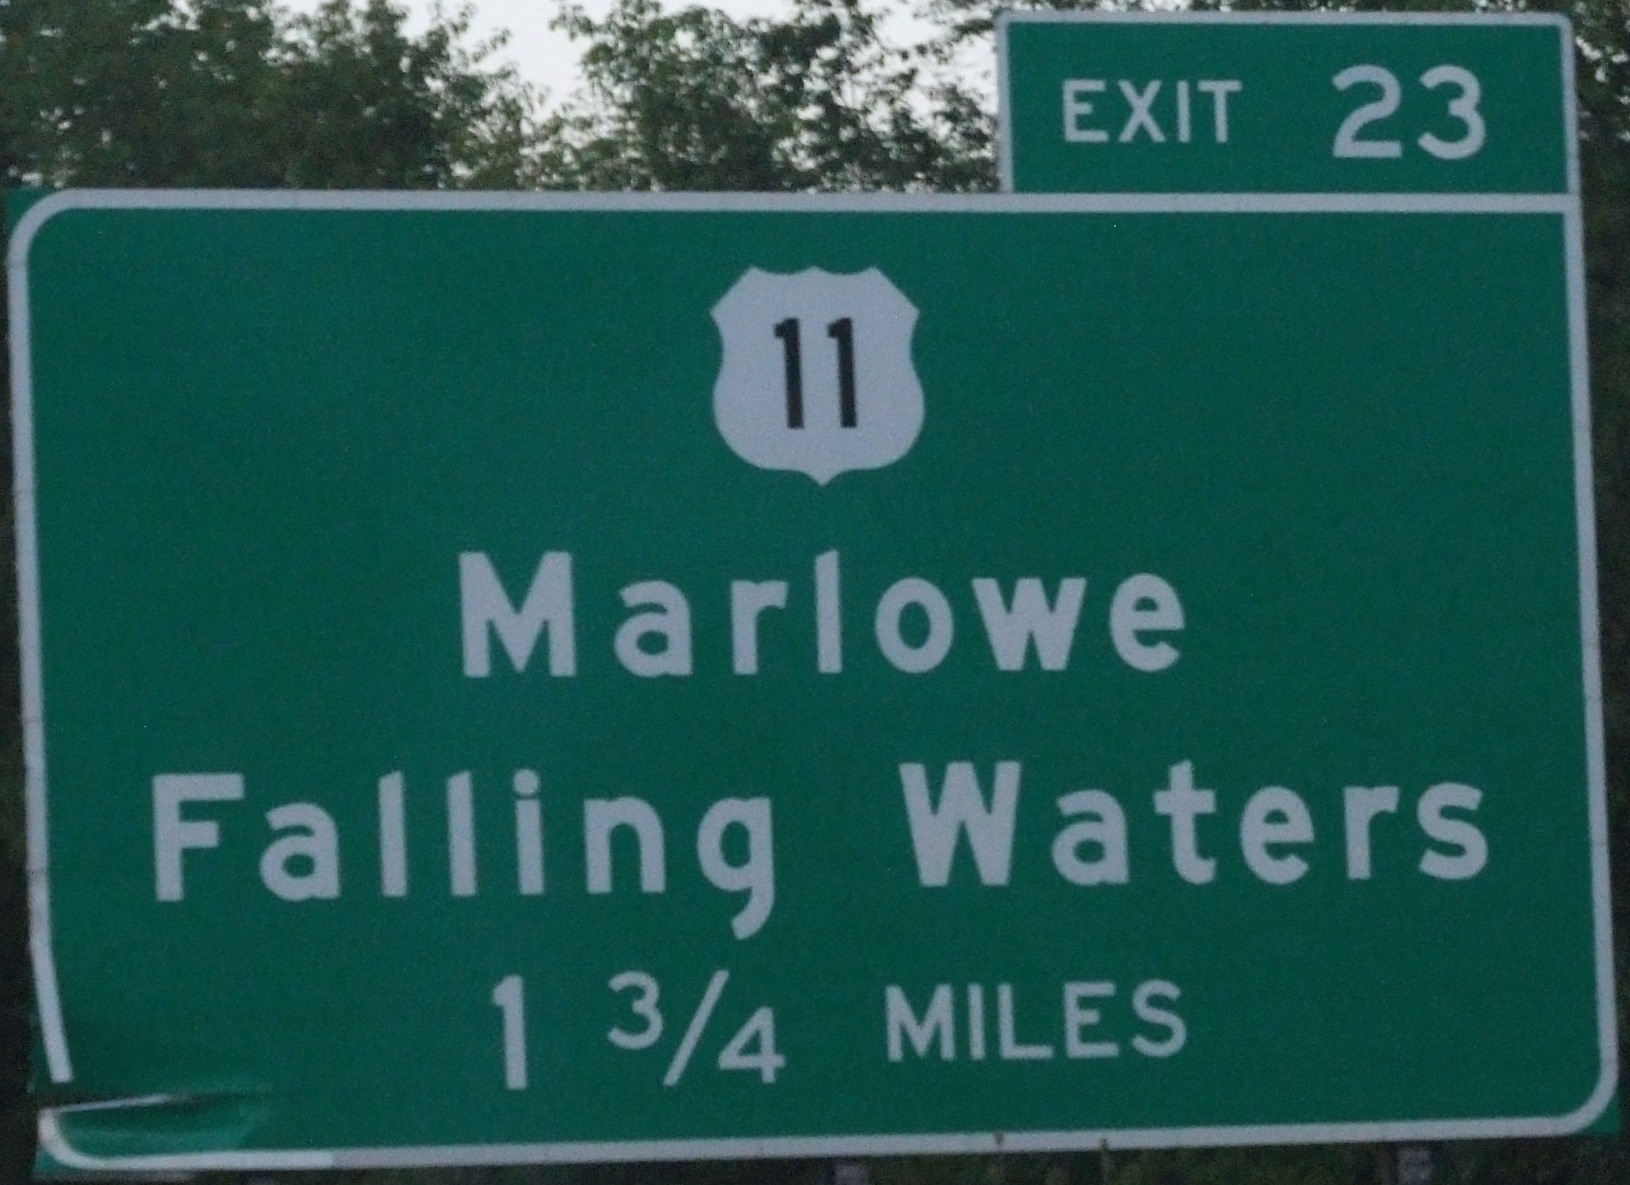 EXIT 23
11
Marlowe
Falling Waters
1 3/4 MILES